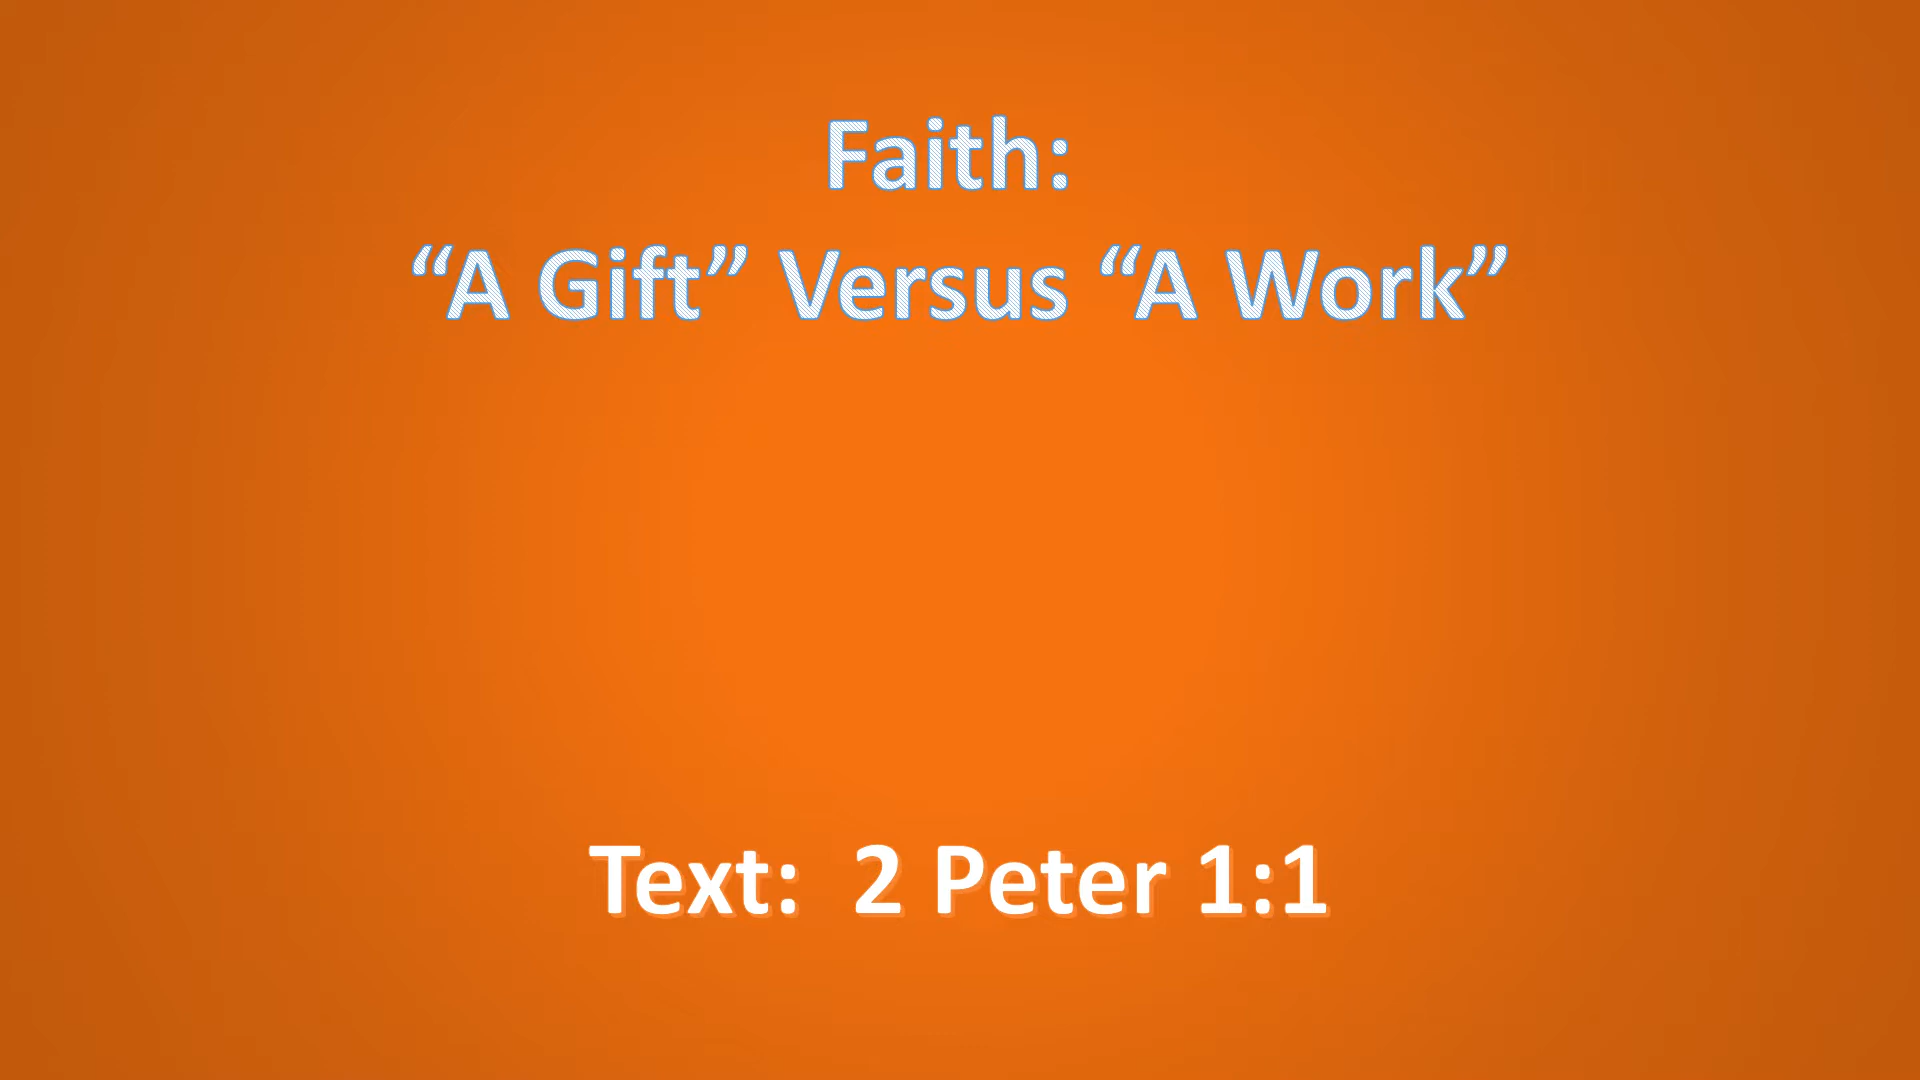 Faith:
“A Gift” Versus “A Work”
Text:  2 Peter 1:1